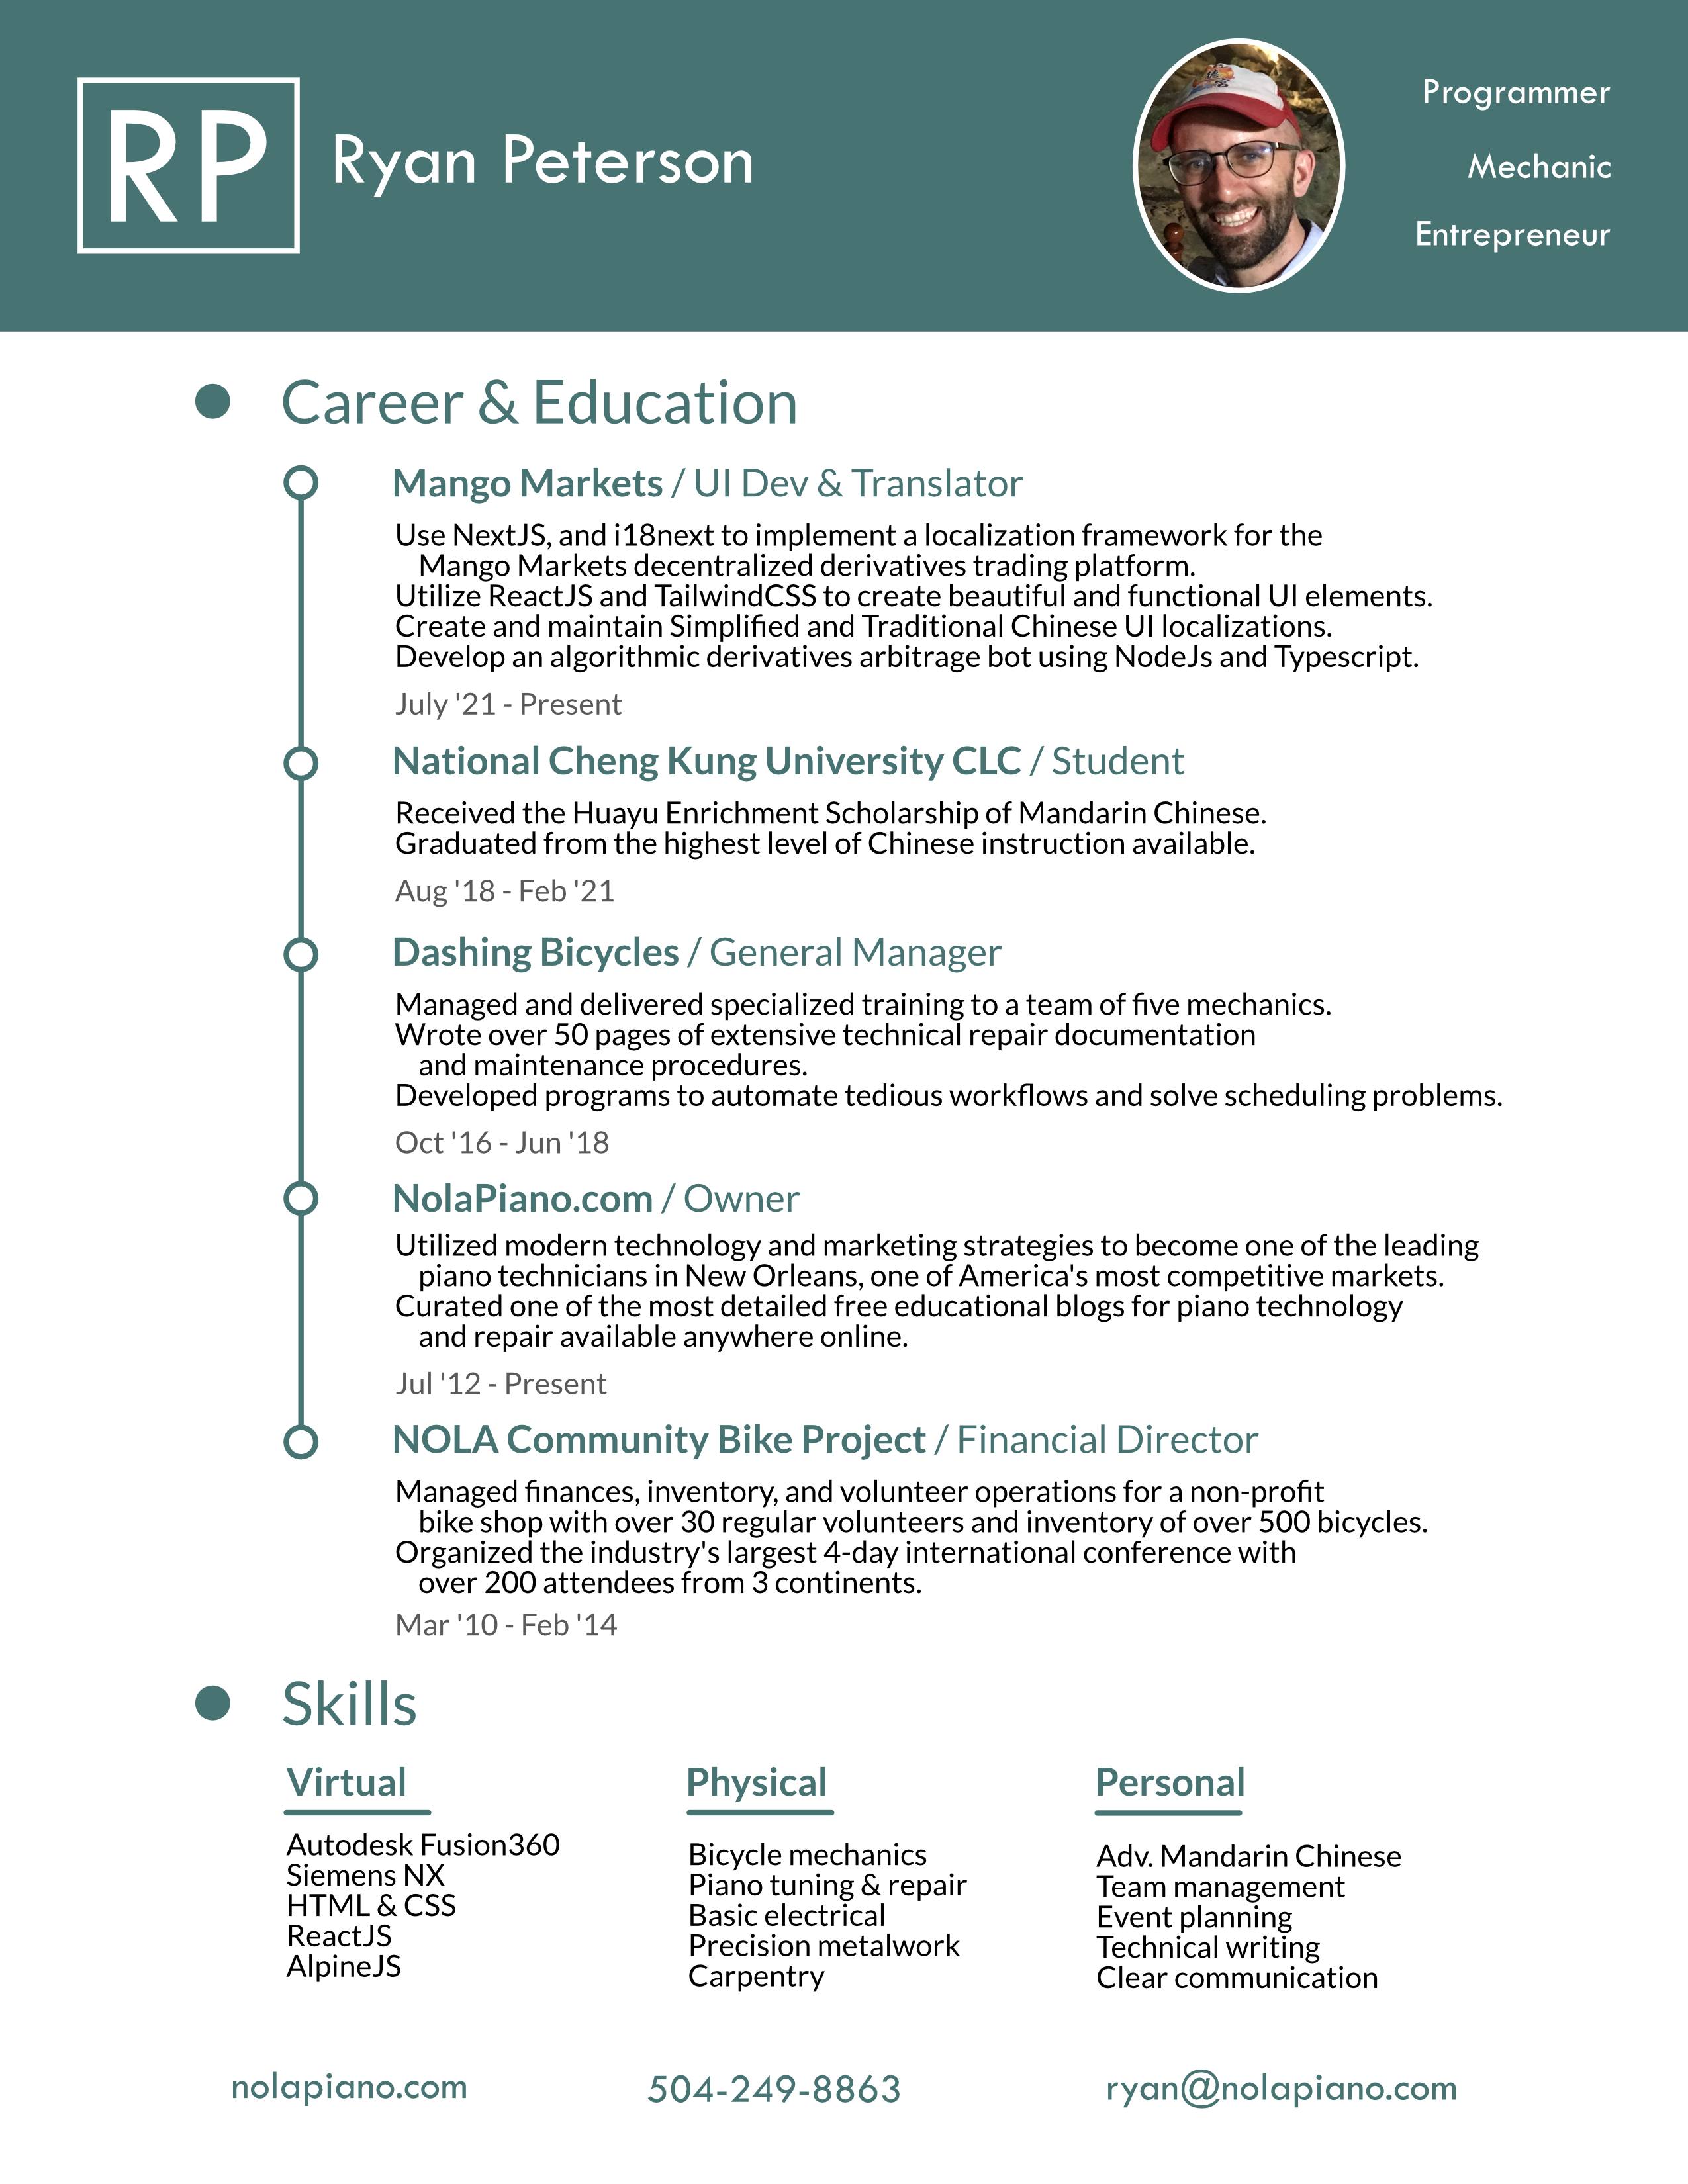 RP
Ryan Peterson
Programmer
Mechanic
Entrepreneur
Career & Education
Mango Markets / UI Dev & Translator
Use NextJS, and i18next to implement a localization framework for the
Mango Markets decentralized derivatives trading platform.
Utilize ReactJS and TailwindCSS to create beautiful and functional UI elements.
Create and maintain Simplified and Traditional Chinese UI localizations.
Develop an algorithmic derivatives arbitrage bot using NodeJs and Typescript.
July '21 - Present
National Cheng Kung University CLC / Student
Received the Huayu Enrichment Scholarship of Mandarin Chinese.
Graduated from the highest level of Chinese instruction available.
Aug '18 - Feb '21
Dashing Bicycles / General Manager
Managed and delivered specialized training to a team of five mechanics.
Wrote over 50 pages of extensive technical repair documentation
and maintenance procedures.
Developed programs to automate tedious workflows and solve scheduling problems.
Oct '16 - Jun '18
NolaPiano.com / Owner
Utilized modern technology and marketing strategies to become one of the leading
piano technicians in New Orleans, one of America's most competitive markets.
Curated one of the most detailed free educational blogs for piano technology
and repair available anywhere online.
Jul '12 - Present
NOLA Community Bike Project / Financial Director
Managed finances, inventory, and volunteer operations for a non-profit
bike shop with over 30 regular volunteers and inventory of over 500 bicycles.
Organized the industry's largest 4-day international conference with
over 200 attendees from 3 continents.
Mar '10 - Feb '14
Skills
Virtual
Autodesk Fusion360
Siemens NX
HTML & CSS
ReactJS
AlpineJS
Physical
Bicycle mechanics
Piano tuning & repair
Basic electrical
Precision metalwork
Carpentry
Personal
Adv. Mandarin Chinese
Team management
Event planning
Technical writing
Clear communication
nolapiano.com
504-249-8863
ryan@nolapiano.com